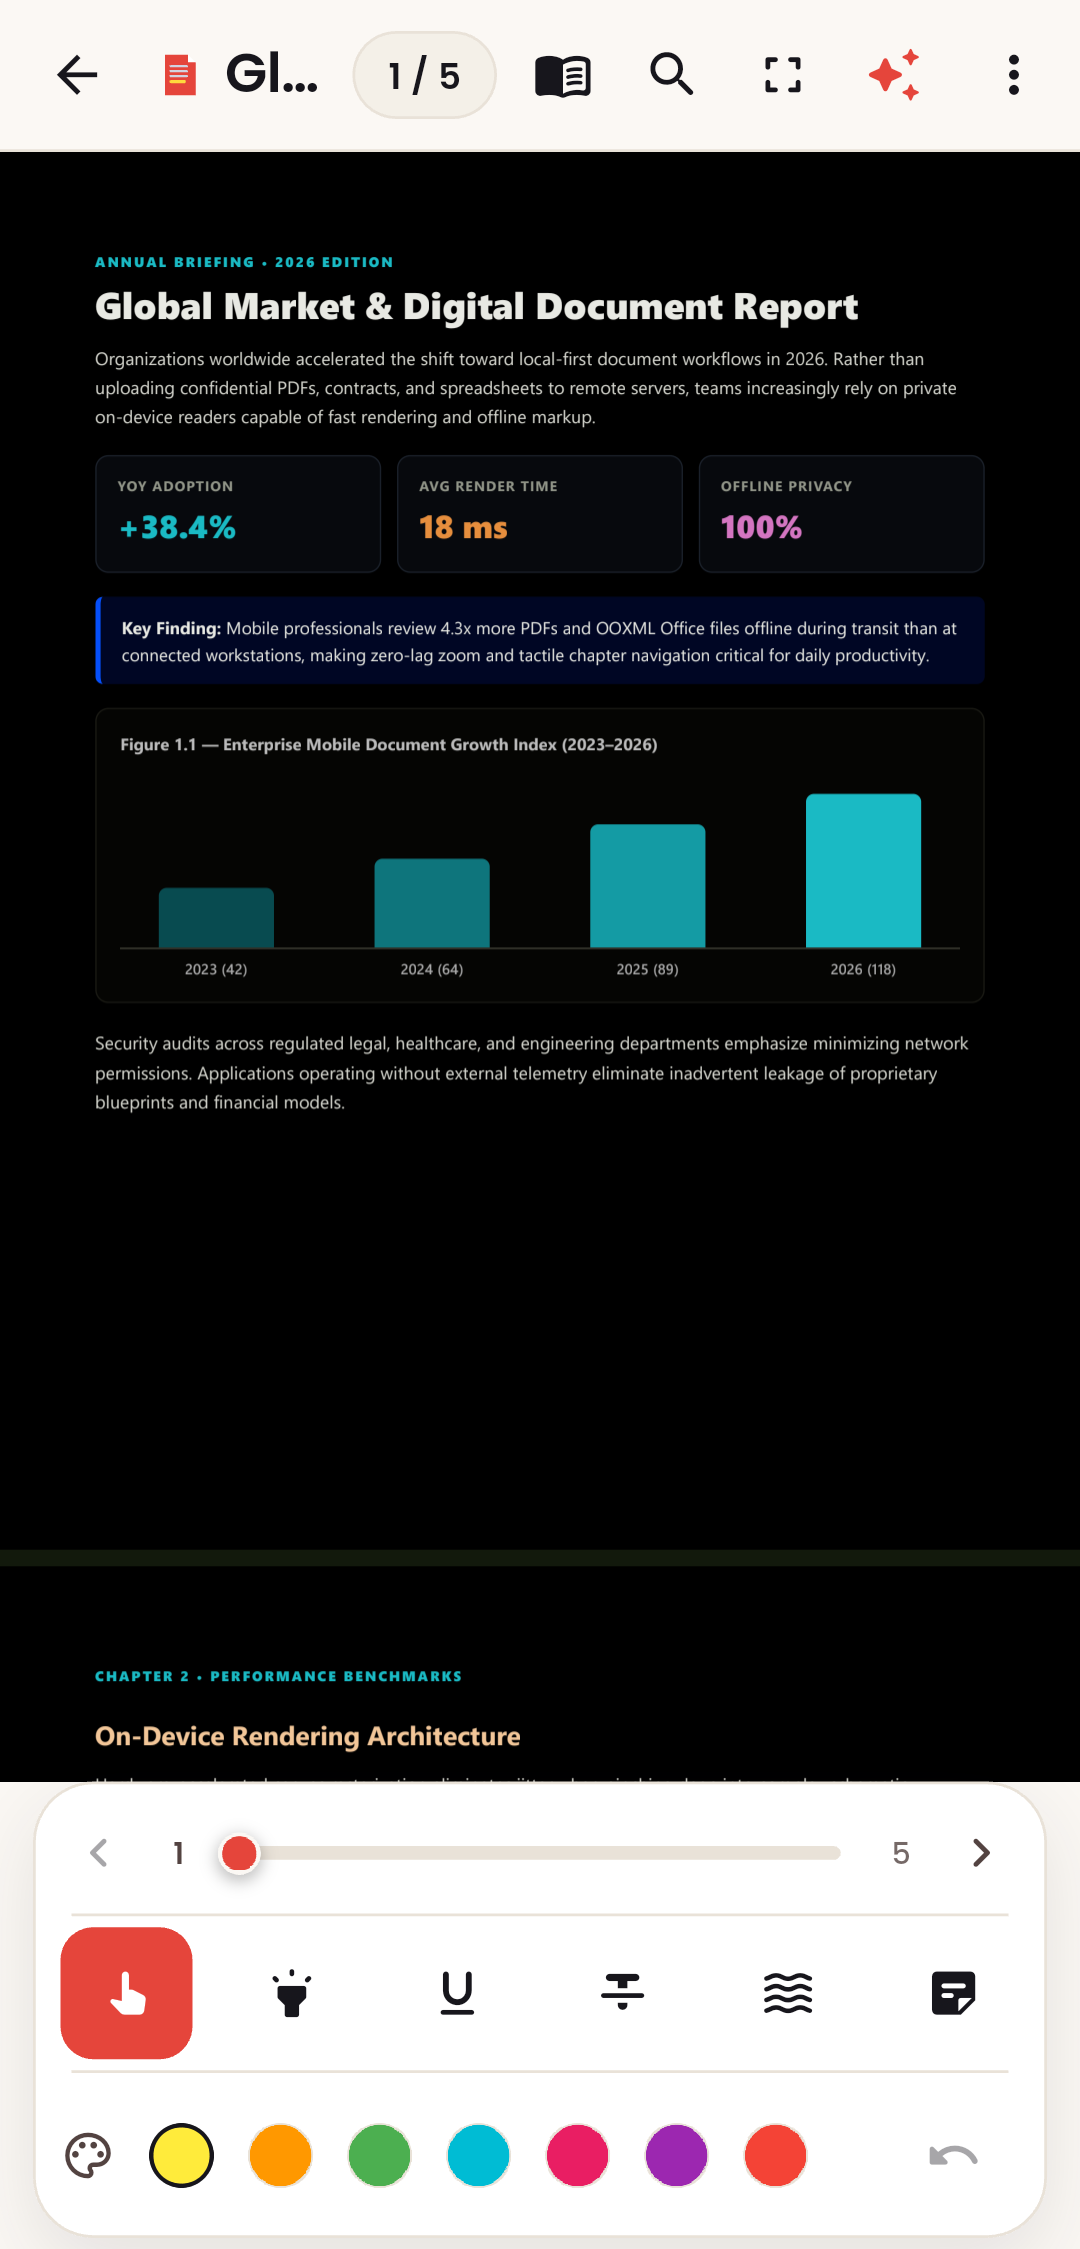 Gl...
1 / 5
ANNUAL BRIEFING • 2026 EDITION
Global Market & Digital Document Report
Organizations worldwide accelerated the shift toward local-first document workflows in 2026. Rather than
uploading confidential PDFs, contracts, and spreadsheets to remote servers, teams increasingly rely on private
on-device readers capable of fast rendering and offline markup.
YOY ADOPTION
+38.4%
AVG RENDER TIME
18 ms
OFFLINE PRIVACY
100%
Key Finding: Mobile professionals review 4.3x more PDFs and OOXML Office files offline during transit than at
connected workstations, making zero-lag zoom and tactile chapter navigation critical for daily productivity.
Figure 1.1 — Enterprise Mobile Document Growth Index (2023–2026)
2023 (42)
2024 (64)
2025 (89)
2026 (118)
Security audits across regulated legal, healthcare, and engineering departments emphasize minimizing network
permissions. Applications operating without external telemetry eliminate inadvertent leakage of proprietary
blueprints and financial models.
CHAPTER 2 • PERFORMANCE BENCHMARKS
On-Device Rendering Architecture
1
5